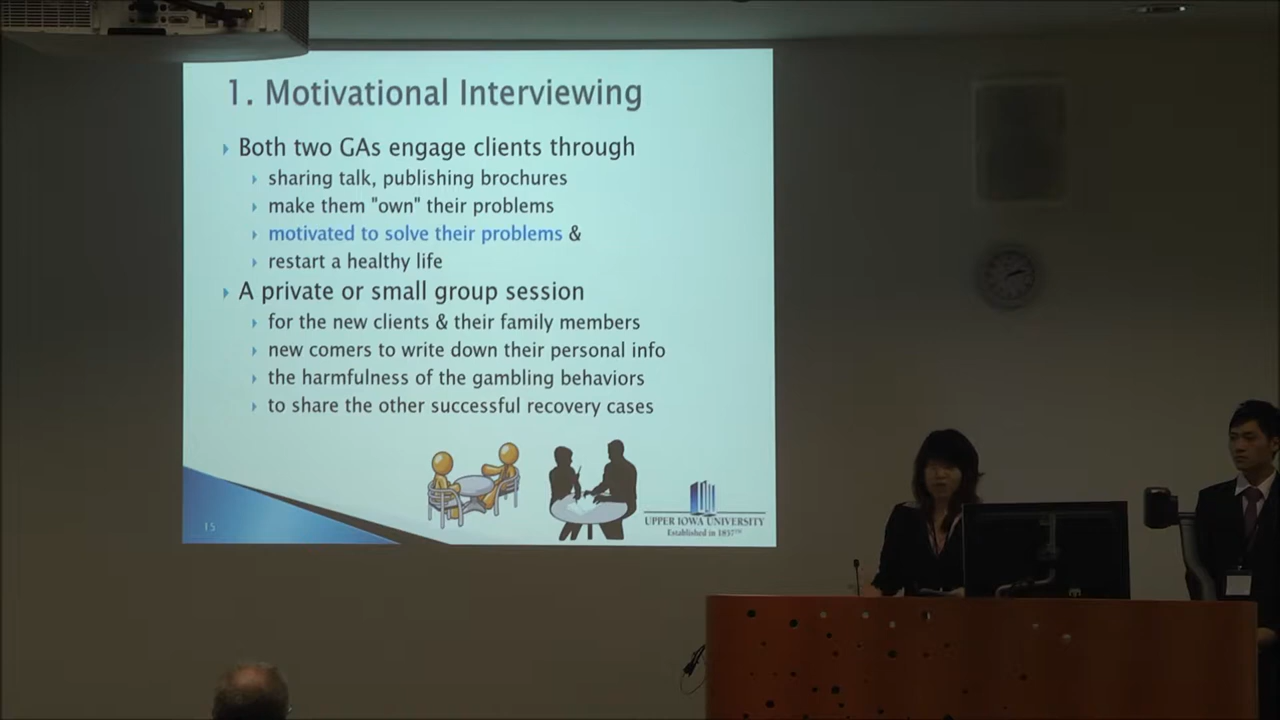 1. Motivational Interviewing
Both two GAs engage clients through
sharing talk, publishing brochures
make them "own" their problems
motivated to solve their problems &
restart a healthy life
A private or small group session
for the new clients & their family members
new comers to write down their personal info
the harmfulness of the gambling behaviors
to share the other successful recovery cases
15
UPPER IOWA UNIVERSITY
Established in 1857™